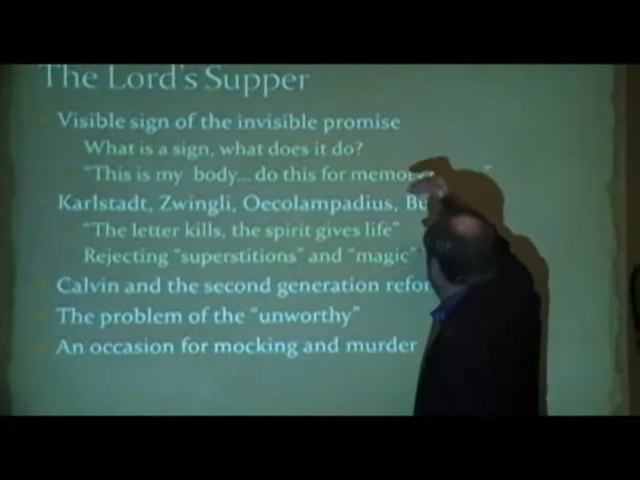 The Lord's Supper
Visible sign of the invisible promise
What is a sign, what does it do?
"This is my body... do this for memo
Karlstadt, Zwingli, Oecolampadius,
"The letter kills, the spirit gives life"
Rejecting "superstitions" and "magic"
Calvin and the second generation refor
The problem of the "unworthy"
An occasion for mocking and murder